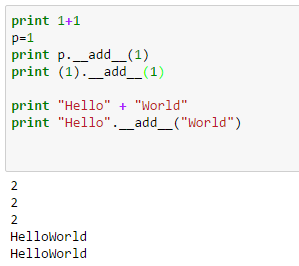 print 1+1
p=1
print p.__add__(1)
print (1).__add__(1)
print "Hello" + "World"
print "Hello".__add__("World")
2
2
2
HelloWorld
HelloWorld